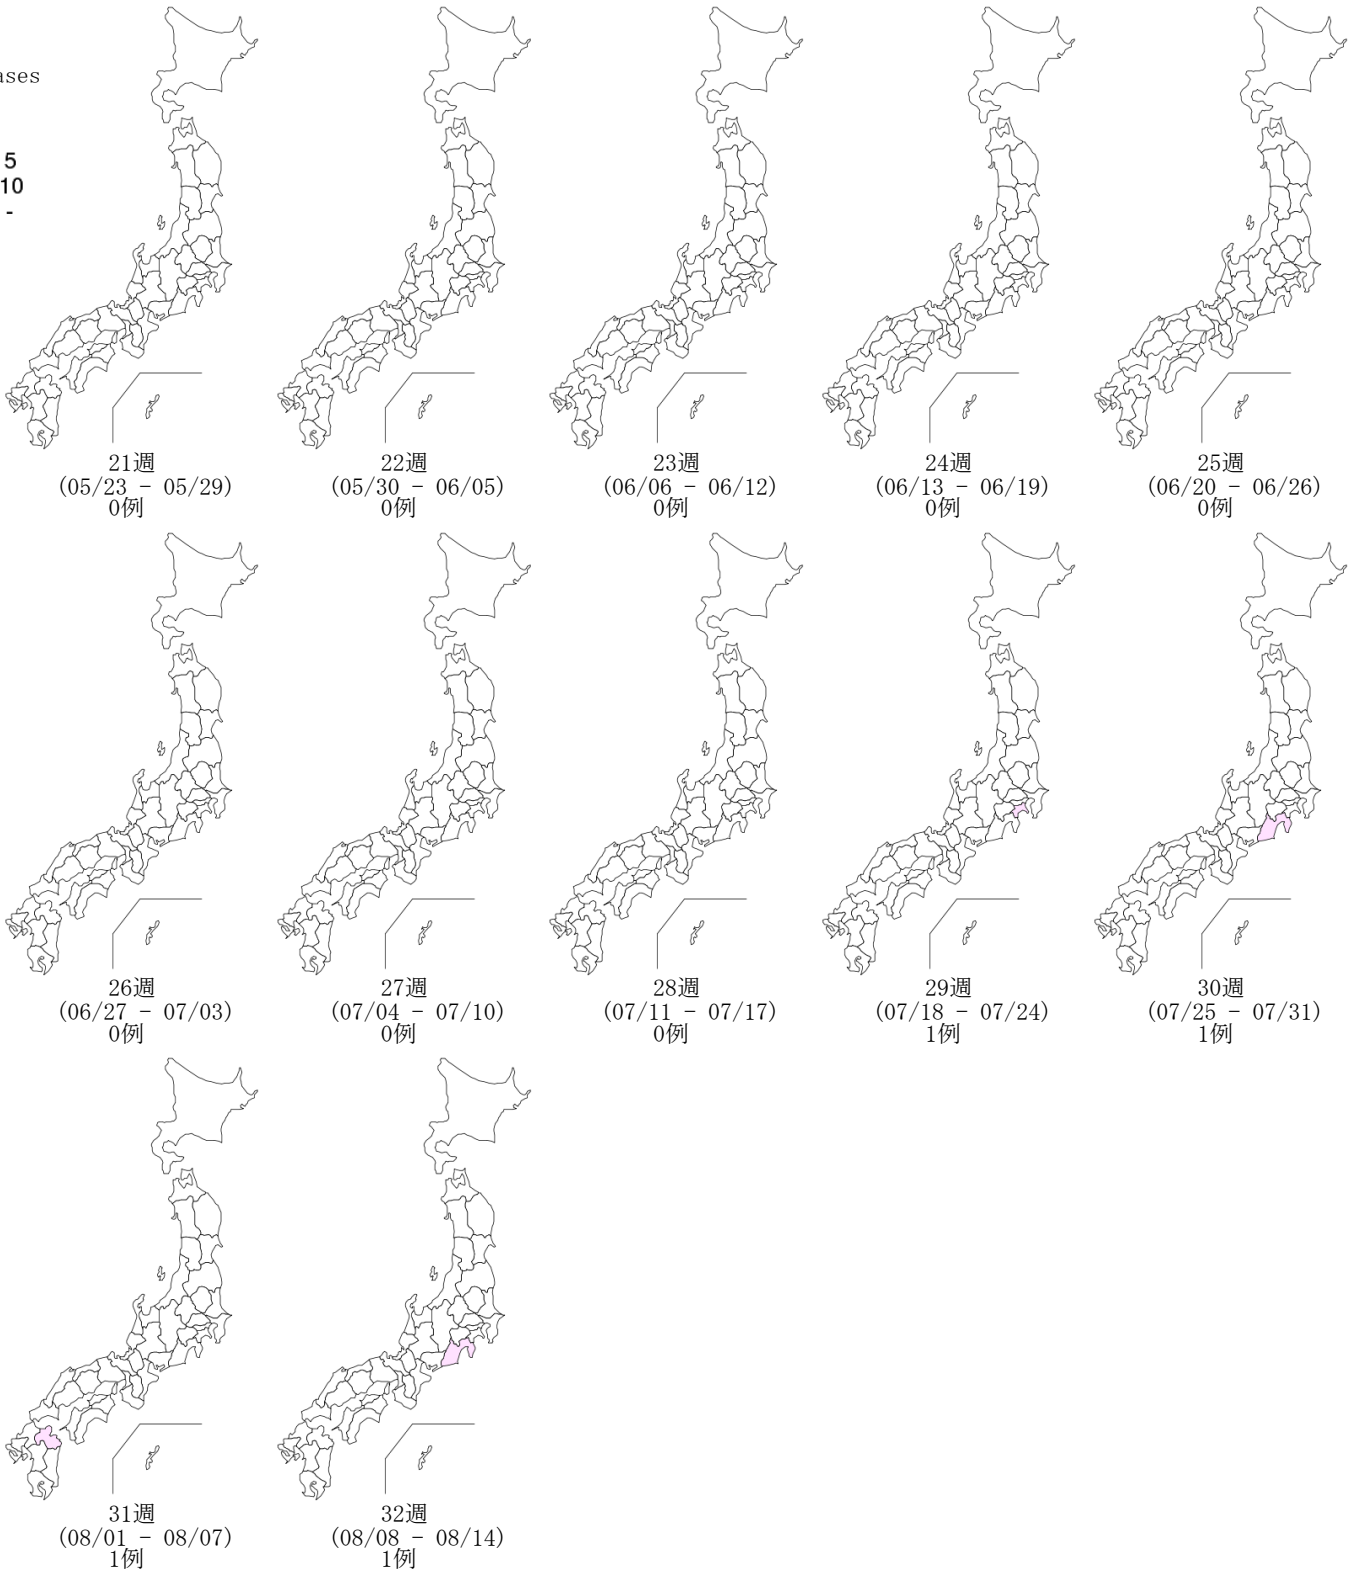 ases
5
10
-
21週
(05/23 - 05/29)
0例
22週
(05/30 - 06/05)
0例
23週
(06/06 - 06/12)
0例
24週
(06/13 - 06/19)
0例
25週
(06/20 - 06/26)
0例
26週
(06/27 - 07/03)
0例
27週
(07/04 - 07/10)
0例
28週
(07/11 - 07/17)
0例
29週
(07/18 - 07/24)
1例
30週
(07/25 - 07/31)
1例
31週
(08/01 - 08/07)
1例
32週
(08/08 - 08/14)
1例